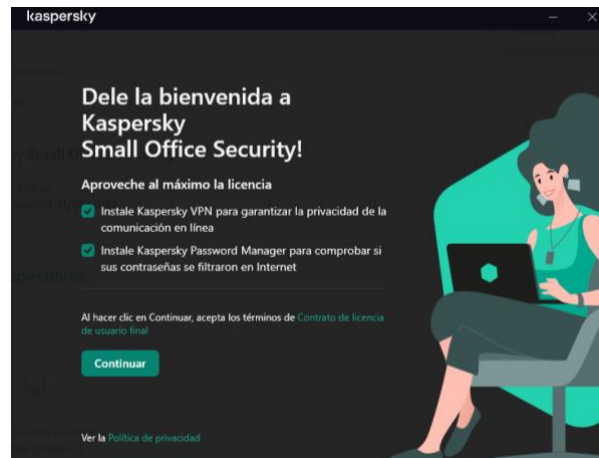 kaspersky
Dele la bienvenida a
Kaspersky
Small Office Security!
Aproveche al máximo la licencia
Instale Kaspersky VPN para garantizar la privacidad de la
comunicación en línea
Instale Kaspersky Password Manager para comprobar si
sus contraseñas se filtraron en Internet
Al hacer clic en Continuar, acepta los términos de Contrato de licencia
de usuario final
Continuar
Ver la Política de privacidad